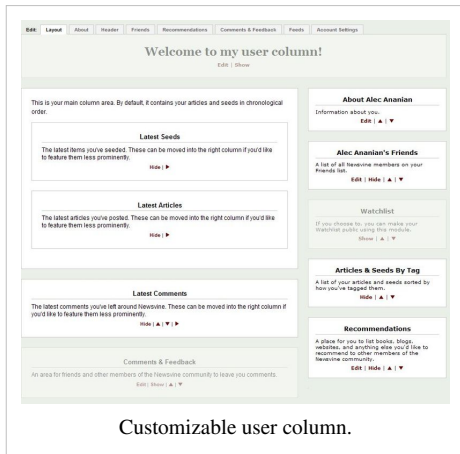 Edit: Layout About Header Friends Recommendations Comments & Feedback Feeds Account Settings
Welcome to my user column!
Edit | Show
This is your main column area. By default, it contains your articles and seeds in chronological
order.
Latest Seeds
The latest items you've seeded. These can be moved into the right column if you'd like
to feature them less prominently.
Hide | ►
Latest Articles
The latest articles you've posted. These can be moved into the right column if you'd like
to feature them less prominently.
Hide | ►
Latest Comments
The latest comments you've left around Newsvine. These can be moved into the right column if
you'd like to feature them less prominently.
Hide | ▲ | ▼ | ►
Comments & Feedback
An area for friends and other members of the Newsvine community to leave you comments.
Edit | Show | ▲ | ▼
About Alec Ananian
Information about you.
Edit | ▲ | ▼
Alec Ananian's Friends
A list of all Newsvine members on your
Friends list.
Edit | Hide | ▲ | ▼
Watchlist
If you choose to, you can make your
Watchlist public using this module.
Show | ▲ | ▼
Articles & Seeds By Tag
A list of your articles and seeds sorted by
how you've tagged them.
Hide | ▲ | ▼
Recommendations
A place for you to list books, blogs,
websites, and anything else you'd like to
recommend to other members of the
Newsvine community.
Edit | Hide | ▲ | ▼
Customizable user column.